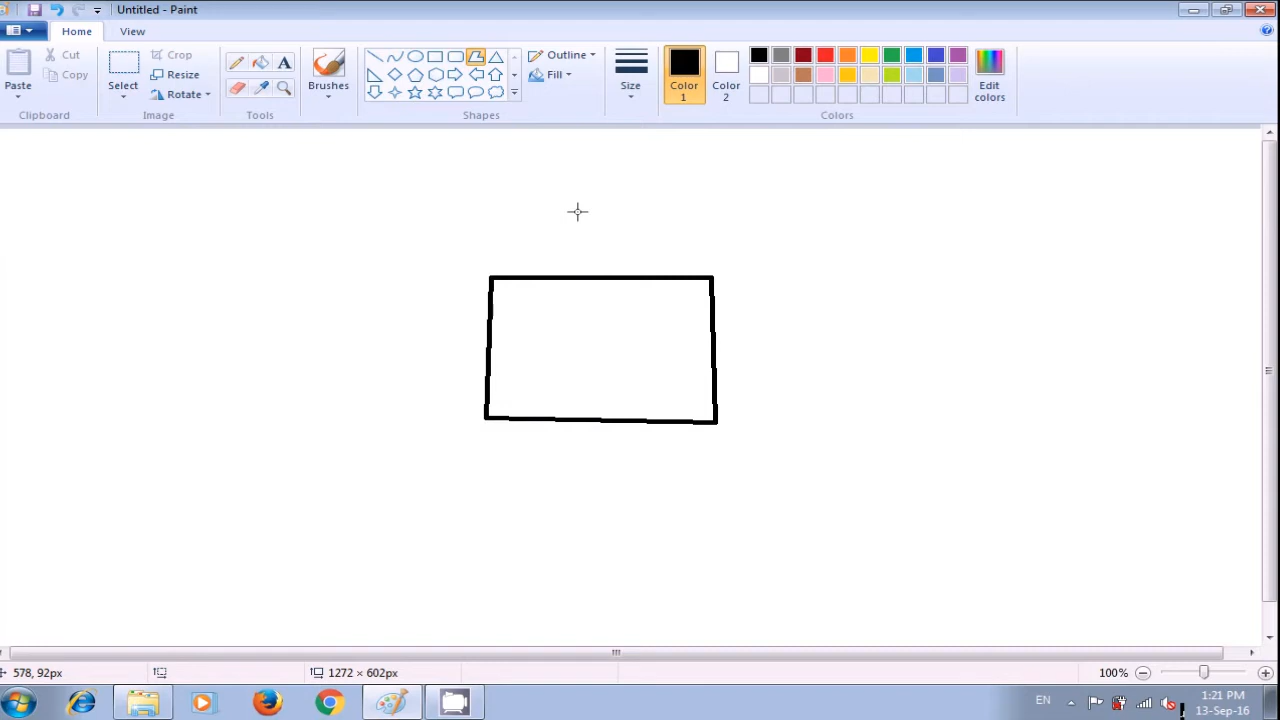 Untitled - Paint
Home View
Paste
Cut
Copy
Clipboard
Select
Crop
Resize
Rotate
Image
A
Tools
Brushes
Shapes
Outline
Fill
Size
Color 1
Color 2
Edit colors
Colors
578, 92px
1272 × 602px
100%
EN
1:21 PM
13-Sep-16